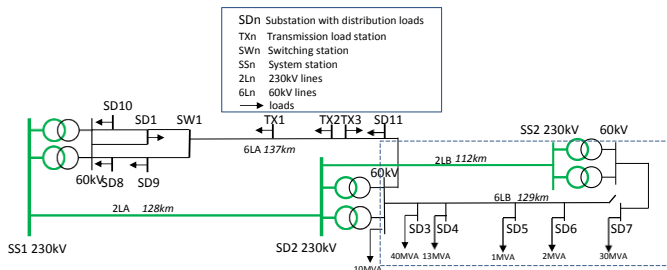 SDn Substation with distribution loads
TXn Transmission load station
SWn Switching station
SSn System station
2Ln 230kV lines
6Ln 60kV lines
loads
SD10
SD1
SW1
TX1
TX2
TX3
SD11
SS2 230kV
60kV
6LA 137km
2LB 112km
60kV
SD8
SD9
60kV
6LB 129km
2LA 128km
SD3
SD4
SD5
SD6
SD7
SS1 230kV
SD2 230kV
40MVA
13MVA
1MVA
2MVA
30MVA
10MVA